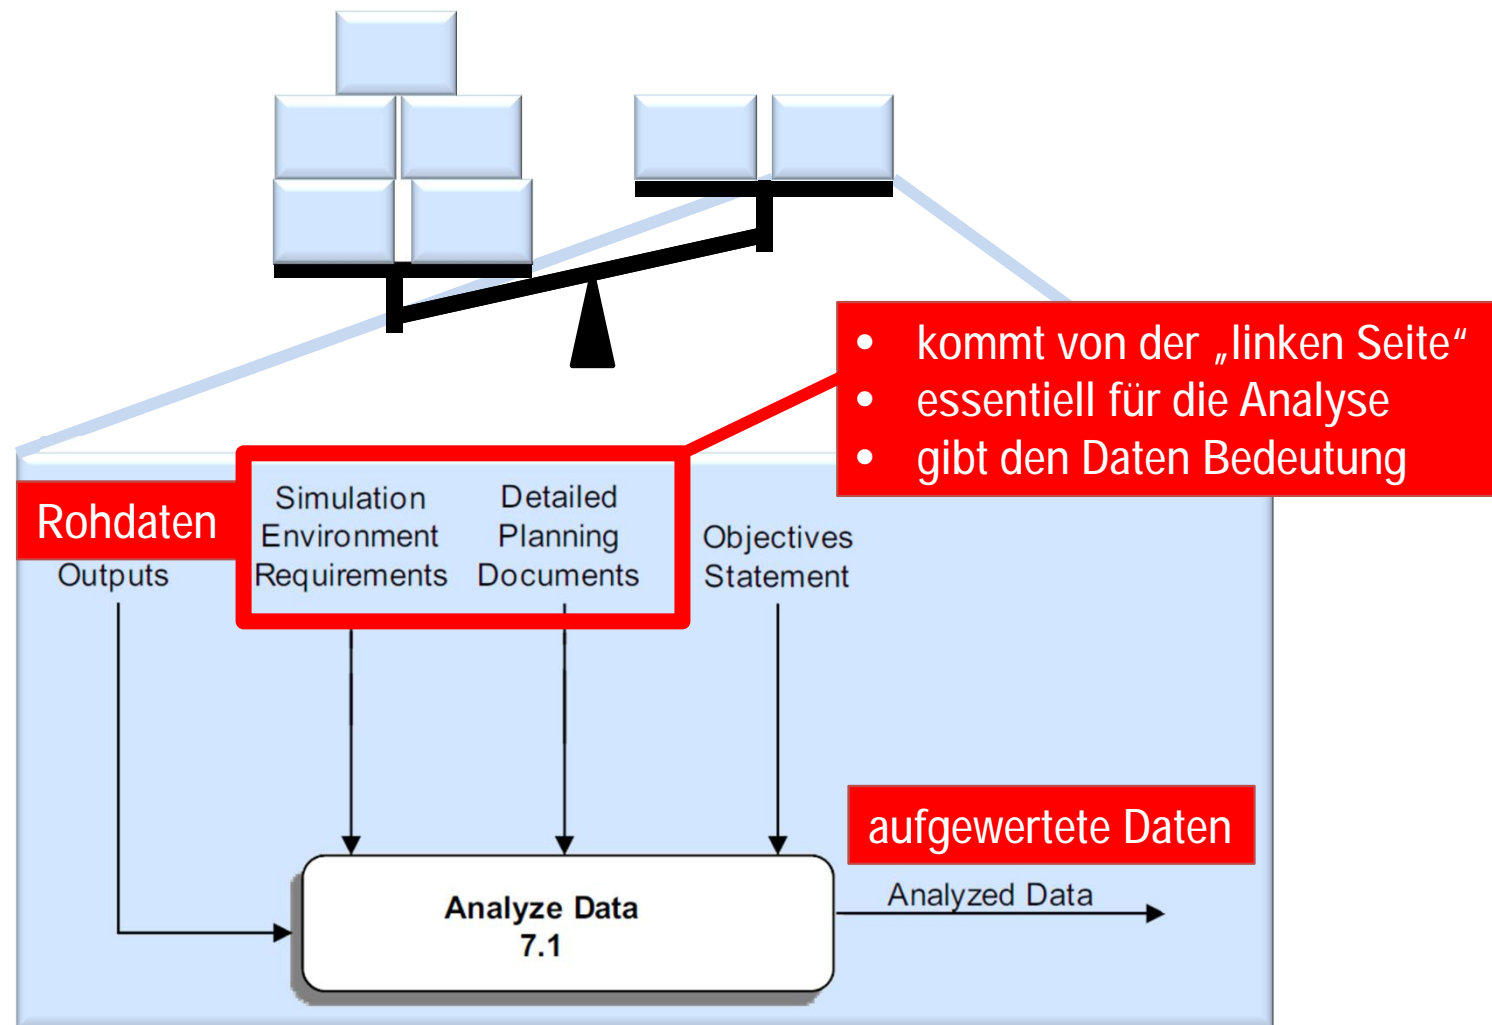 • kommt von der „linken Seite“
• essentiell für die Analyse
• gibt den Daten Bedeutung
Rohdaten
Outputs
Simulation
Environment
Requirements
Detailed
Planning
Documents
Objectives
Statement
aufgewertete Daten
Analyzed Data
Analyze Data
7.1